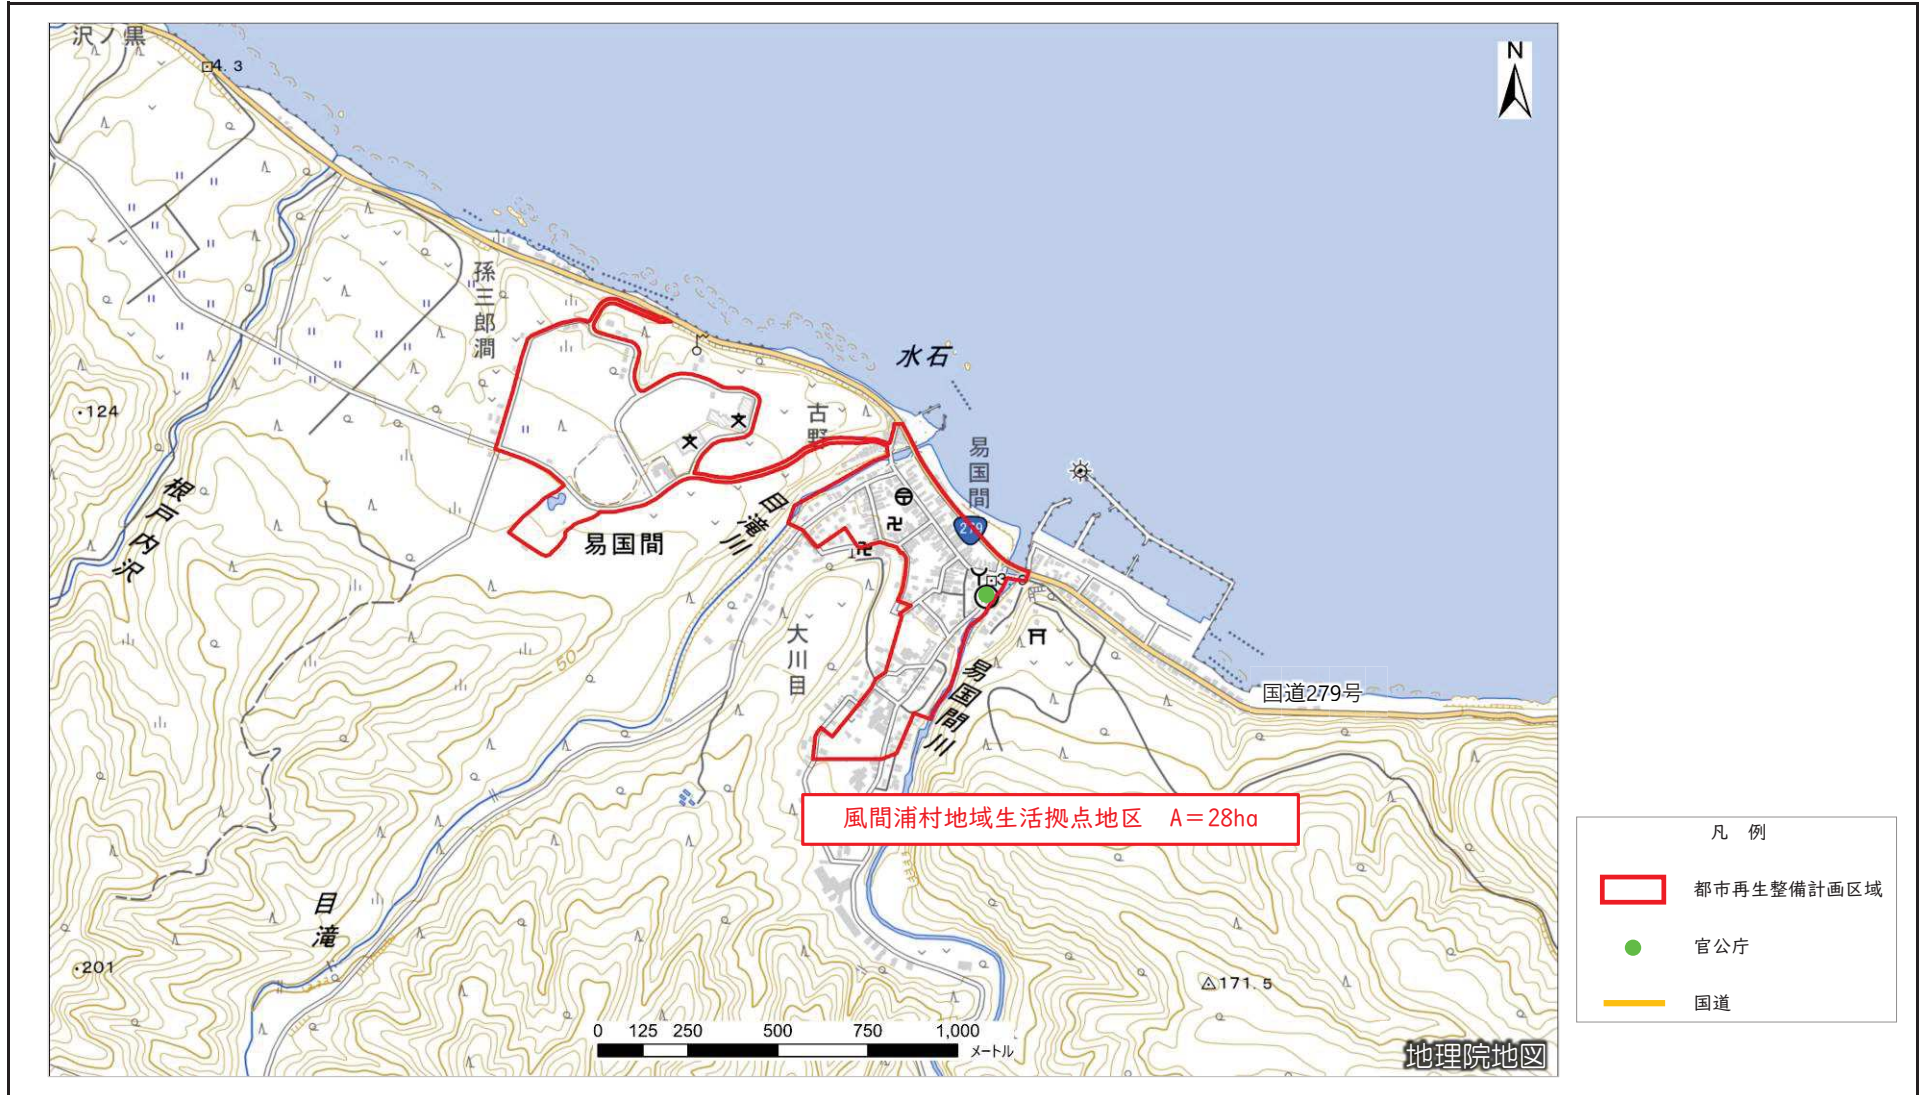 沢ノ黒
4.3
N
孫三郎澗
水石
・124
古野
易国間
根戸内沢
目滝川
279
易国間
3.
大川目
50
易国間川
国道279号
風間浦村地域生活拠点地区 A=28ha
凡 例
都市再生整備計画区域
目滝
官公庁
・201
171.5
国道
0 125 250 500 750 1,000
メートル
地理院地図